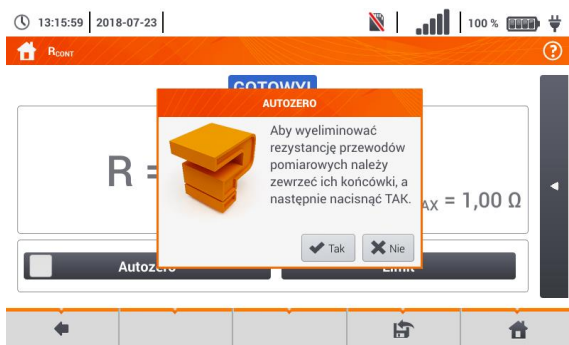 13:15:59 2018-07-23 100 %
RCONT ?
GOTOWY!
AUTOZERO
Aby wyeliminować
rezystancję przewodów
pomiarowych należy
zewrzeć ich końcówki, a
następnie nacisnąć TAK.
R = AX = 1,00 Ω
Tak Nie
Autozero Limit